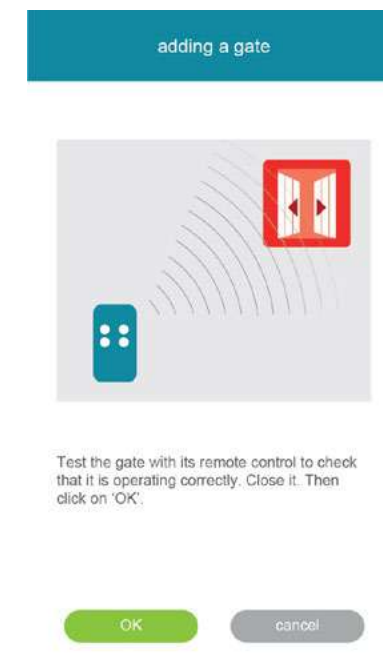 adding a gate
Test the gate with its remote control to check
that it is operating correctly. Close it. Then
click on ‘OK’.
OK
cancel